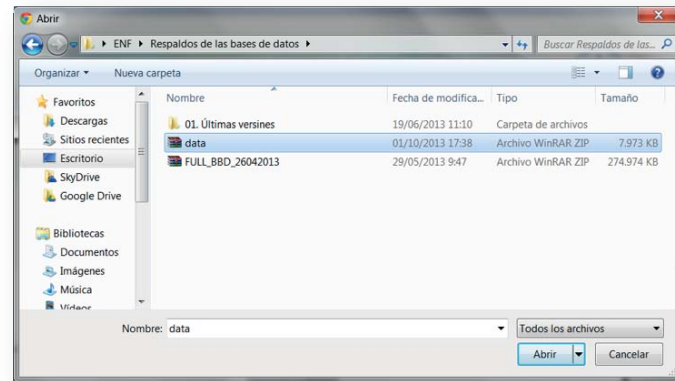 Abrir
ENF ▸ Respaldos de las bases de datos ▸
Buscar Respaldos de las...
Organizar
Nueva carpeta
Favoritos
Descargas
Sitios recientes
Escritorio
SkyDrive
Google Drive
Bibliotecas
Documentos
Imágenes
Música
Vídeos
Nombre Fecha de modifica... Tipo Tamaño
01. Últimas versines 19/06/2013 11:10 Carpeta de archivos
data 01/10/2013 17:38 Archivo WinRAR ZIP 7.973 KB
FULL_BBD_26042013 29/05/2013 9:47 Archivo WinRAR ZIP 274.974 KB
Nombre: data
Todos los archivos
Abrir
Cancelar